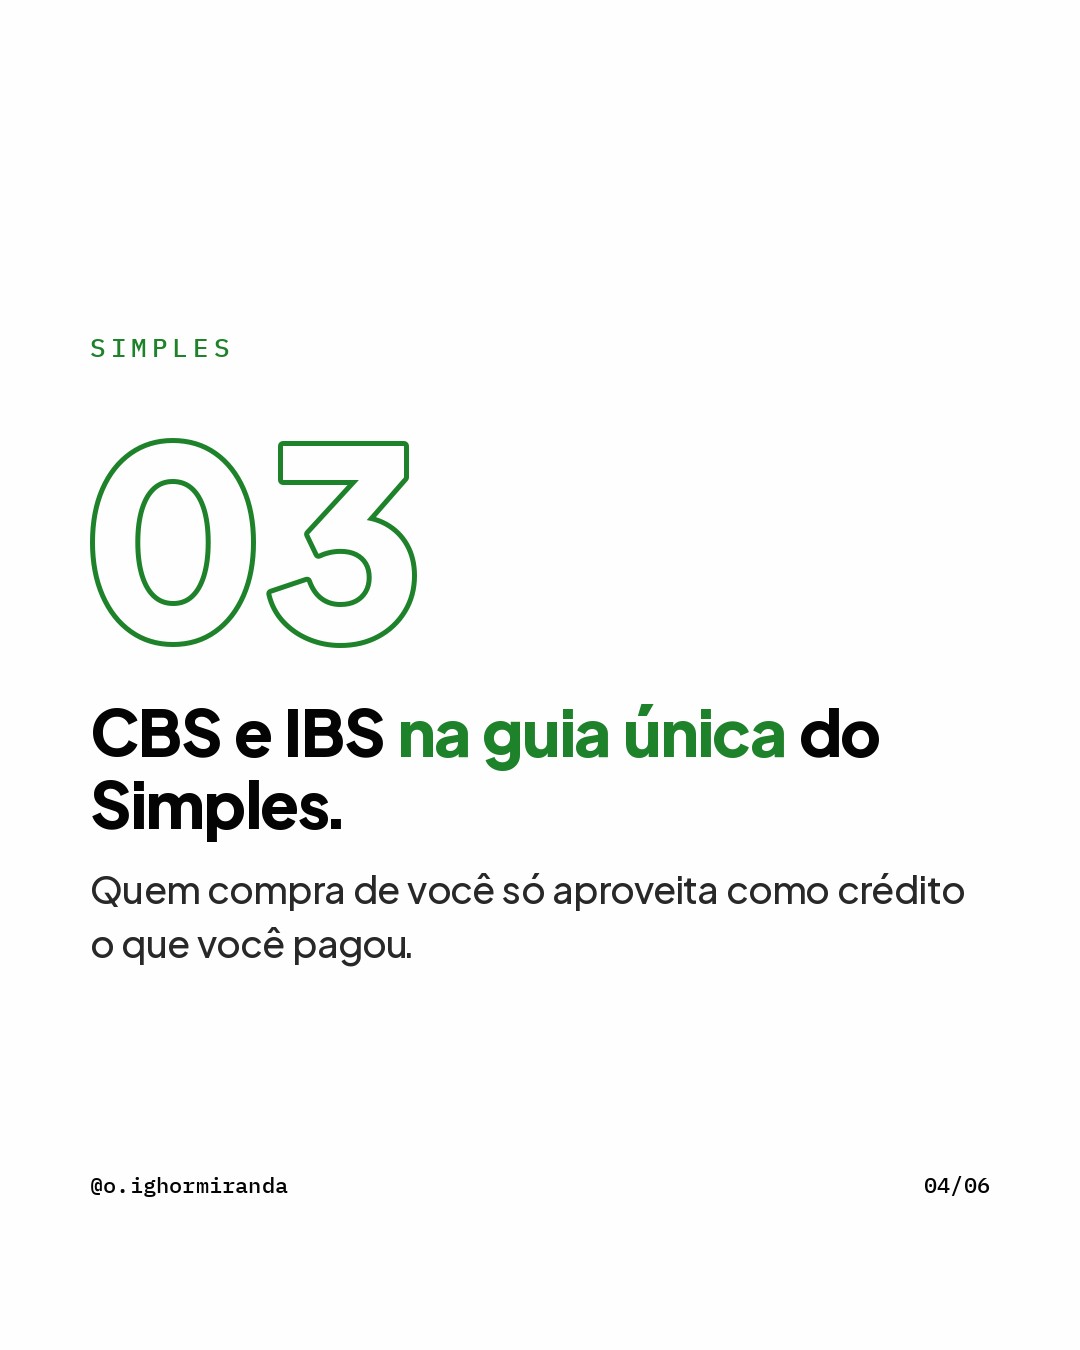 SIMPLES
03
CBS e IBS na guia única do
Simples.
Quem compra de você só aproveita como crédito
o que você pagou.
@o.ighormiranda
04/06